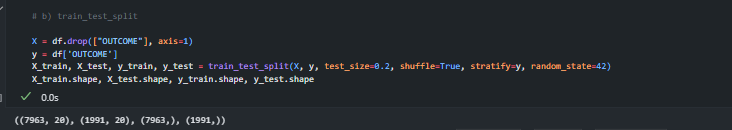 # b) train_test_split
X = df.drop(["OUTCOME"], axis=1)
y = df['OUTCOME']
X_train, X_test, y_train, y_test = train_test_split(X, y, test_size=0.2, shuffle=True, stratify=y, random_state=42)
X_train.shape, X_test.shape, y_train.shape, y_test.shape
0.0s
((7963, 20), (1991, 20), (7963,), (1991,))